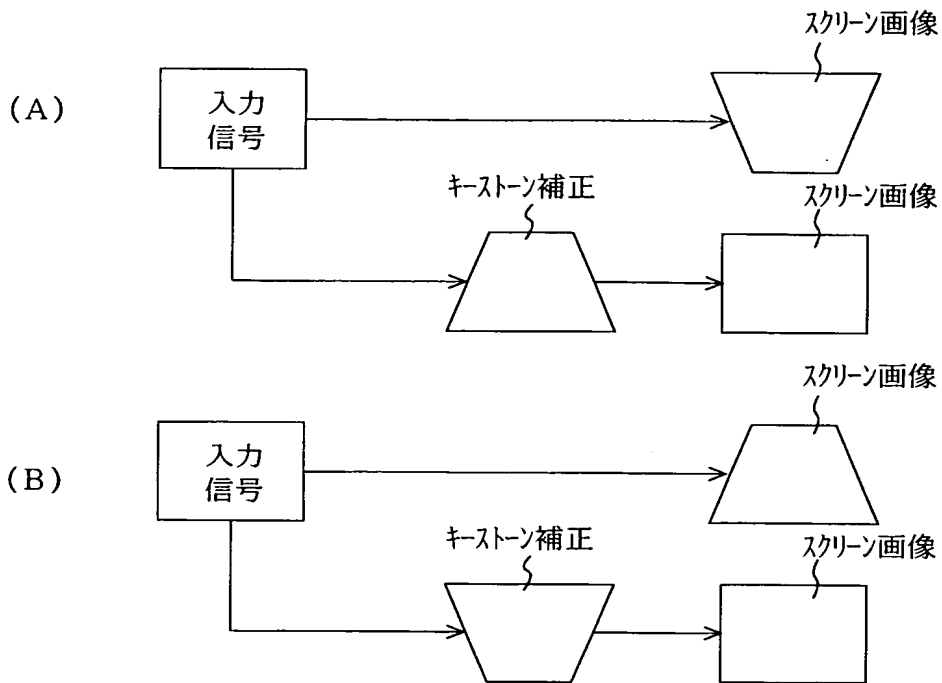 スクリーン画像
(A)
入力
信号
キーストーン補正
スクリーン画像
スクリーン画像
(B)
入力
信号
キーストーン補正
スクリーン画像